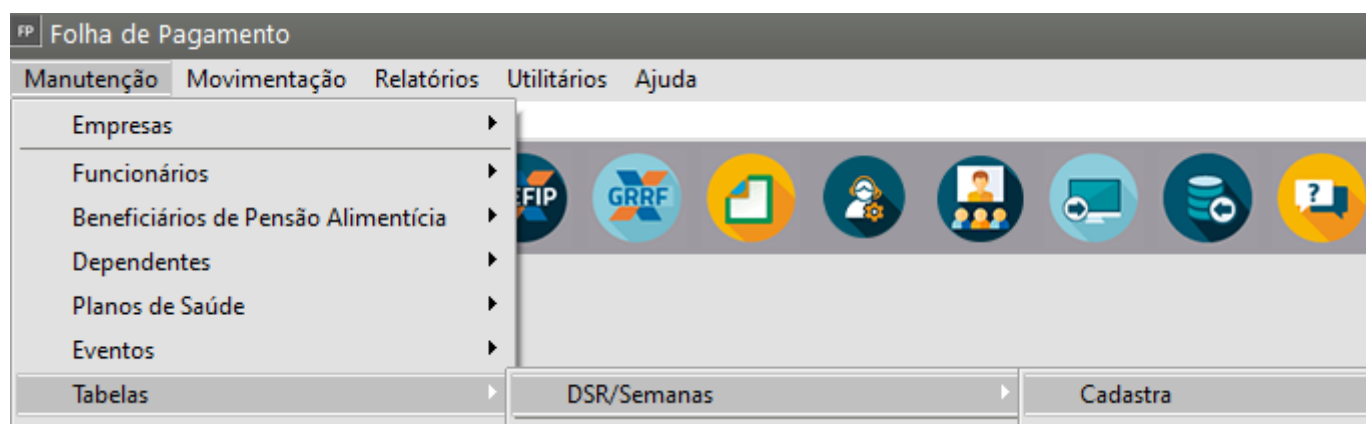 FP Folha de Pagamento
Manutenção Movimentação Relatórios Utilitários Ajuda
Empresas
Funcionários
EFIP GRRF ?
Beneficiários de Pensão Alimentícia
Dependentes
Planos de Saúde
Eventos
Tabelas DSR/Semanas Cadastra